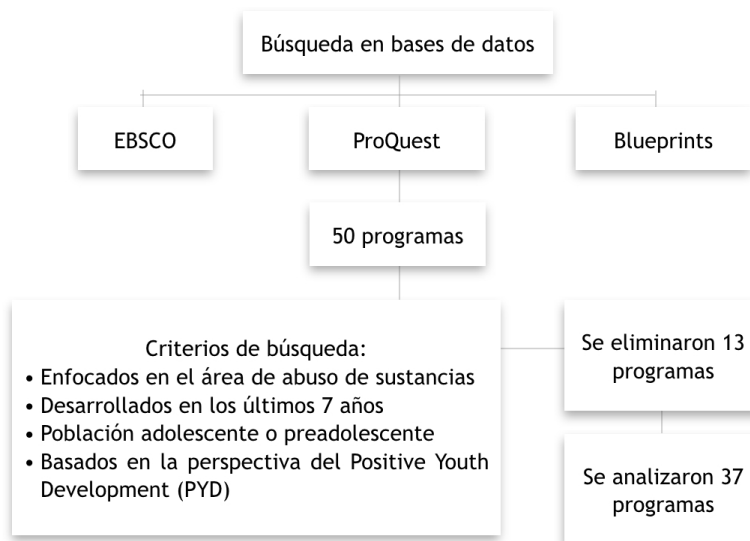 Búsqueda en bases de datos
EBSCO
ProQuest
Blueprints
50 programas
Criterios de búsqueda:
• Enfocados en el área de abuso de sustancias
• Desarrollados en los últimos 7 años
• Población adolescente o preadolescente
• Basados en la perspectiva del Positive Youth
Development (PYD)
Se eliminaron 13
programas
Se analizaron 37
programas